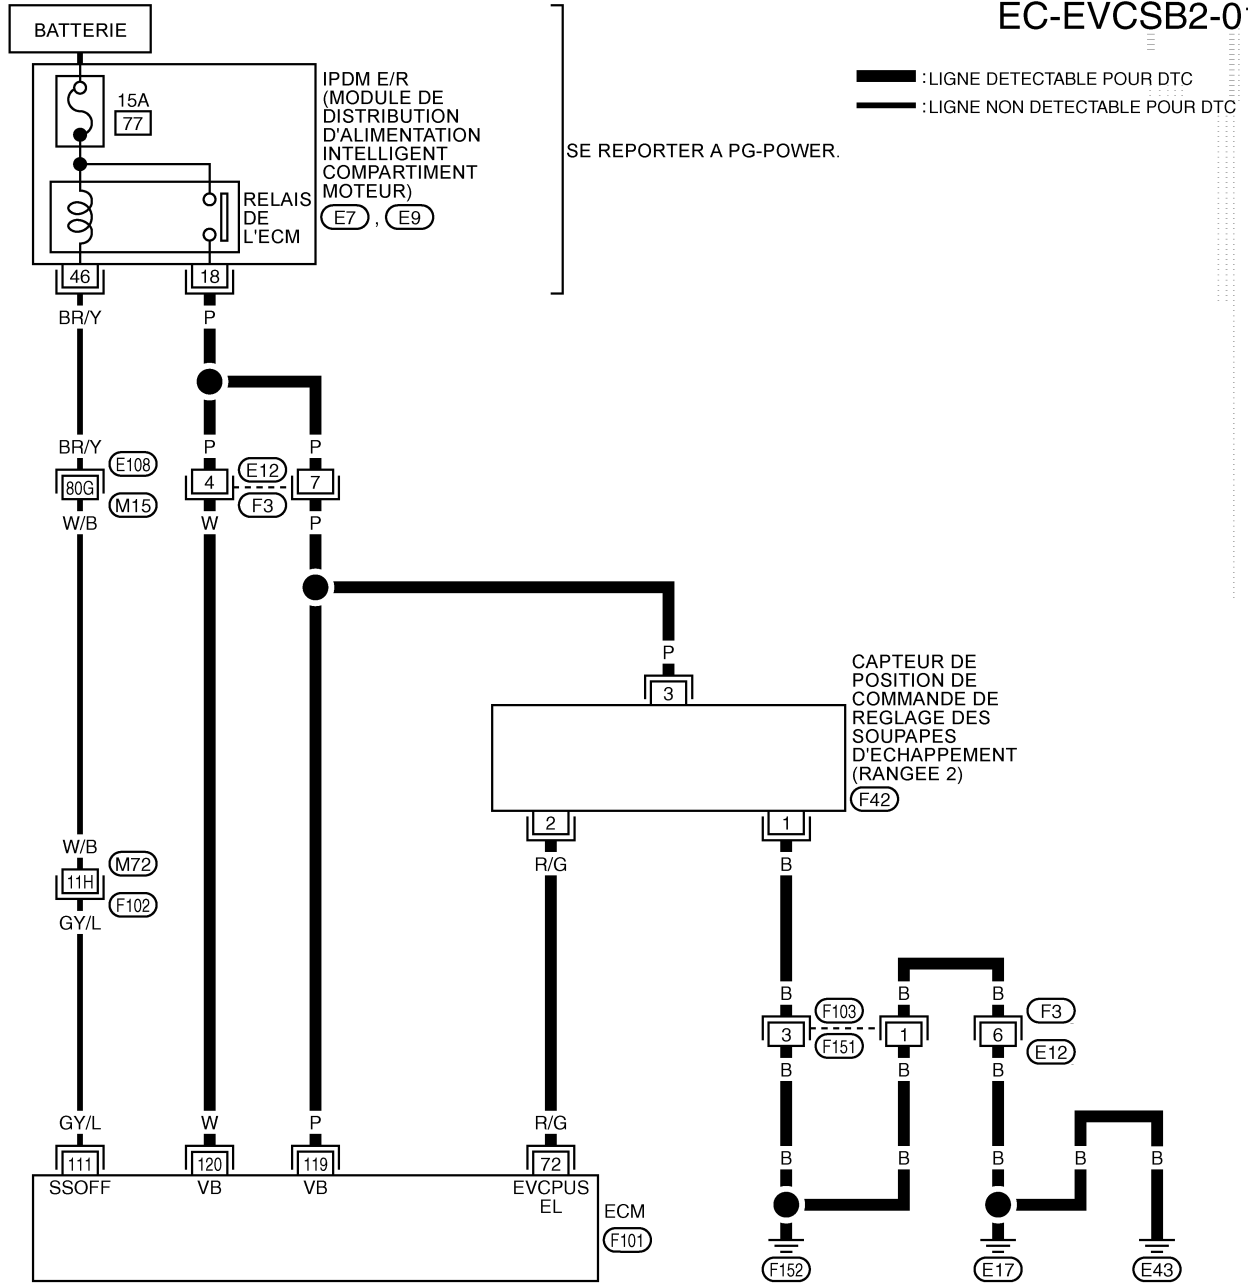 EC-EVCSB2-01
BATTERIE
: LIGNE DETECTABLE POUR DTC
: LIGNE NON DETECTABLE POUR DTC
15A
77
IPDM E/R
(MODULE DE
DISTRIBUTION
D'ALIMENTATION
INTELLIGENT
COMPARTIMENT
MOTEUR)
E7 , E9
SE REPORTER A PG-POWER.
RELAIS
DE
L'ECM
46
18
BR/Y
P
BR/Y
P
P
E108
80G
M15
4
E12
F3
7
W/B
W
P
P
3
CAPTEUR DE
POSITION DE
COMMANDE DE
REGLAGE DES
SOUPAPES
D'ECHAPPEMENT
(RANGEE 2)
F42
2
1
R/G
B
W/B
M72
11H
F102
GY/L
B
B
B
3
F103
F151
1
6
F3
E12
B
B
B
GY/L
W
P
R/G
B
B
B
B
B
111
120
119
72
SSOFF
VB
VB
EVCPUS
EL
ECM
F101
F152
E17
E43